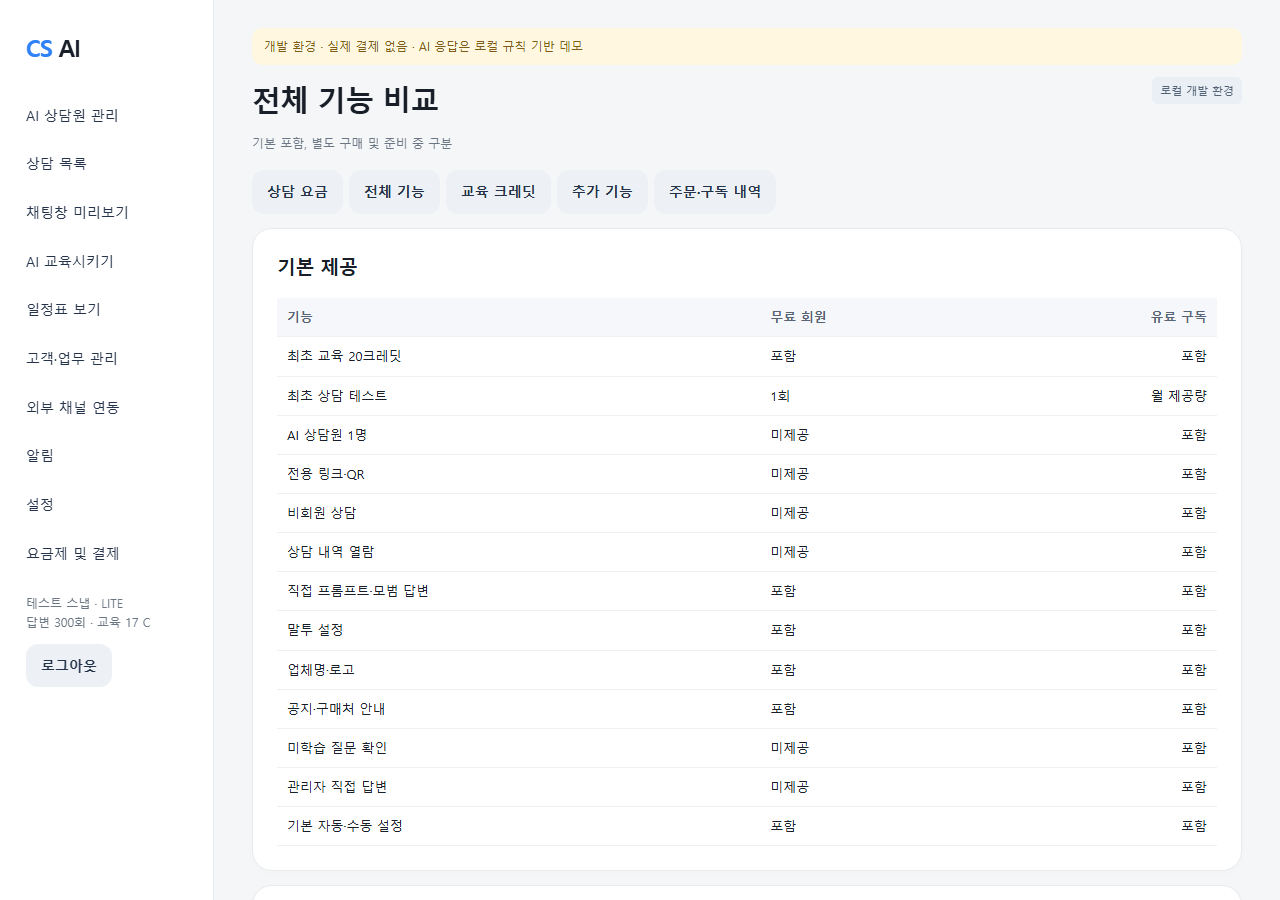 CS AI
AI 상담원 관리
상담 목록
채팅창 미리보기
AI 교육시키기
일정표 보기
고객·업무 관리
외부 채널 연동
알림
설정
요금제 및 결제
테스트 스냅 · LITE
답변 300회 · 교육 17 C
로그아웃
개발 환경 · 실제 결제 없음 · AI 응답은 로컬 규칙 기반 데모
전체 기능 비교
로컬 개발 환경
기본 포함, 별도 구매 및 준비 중 구분
상담 요금 전체 기능 교육 크레딧 추가 기능 주문·구독 내역
기본 제공
기능 무료 회원 유료 구독
최초 교육 20크레딧 포함 포함
최초 상담 테스트 1회 월 제공량
AI 상담원 1명 미제공 포함
전용 링크·QR 미제공 포함
비회원 상담 미제공 포함
상담 내역 열람 미제공 포함
직접 프롬프트·모범 답변 포함 포함
말투 설정 포함 포함
업체명·로고 포함 포함
공지·구매처 안내 포함 포함
미학습 질문 확인 미제공 포함
관리자 직접 답변 미제공 포함
기본 자동·수동 설정 포함 포함